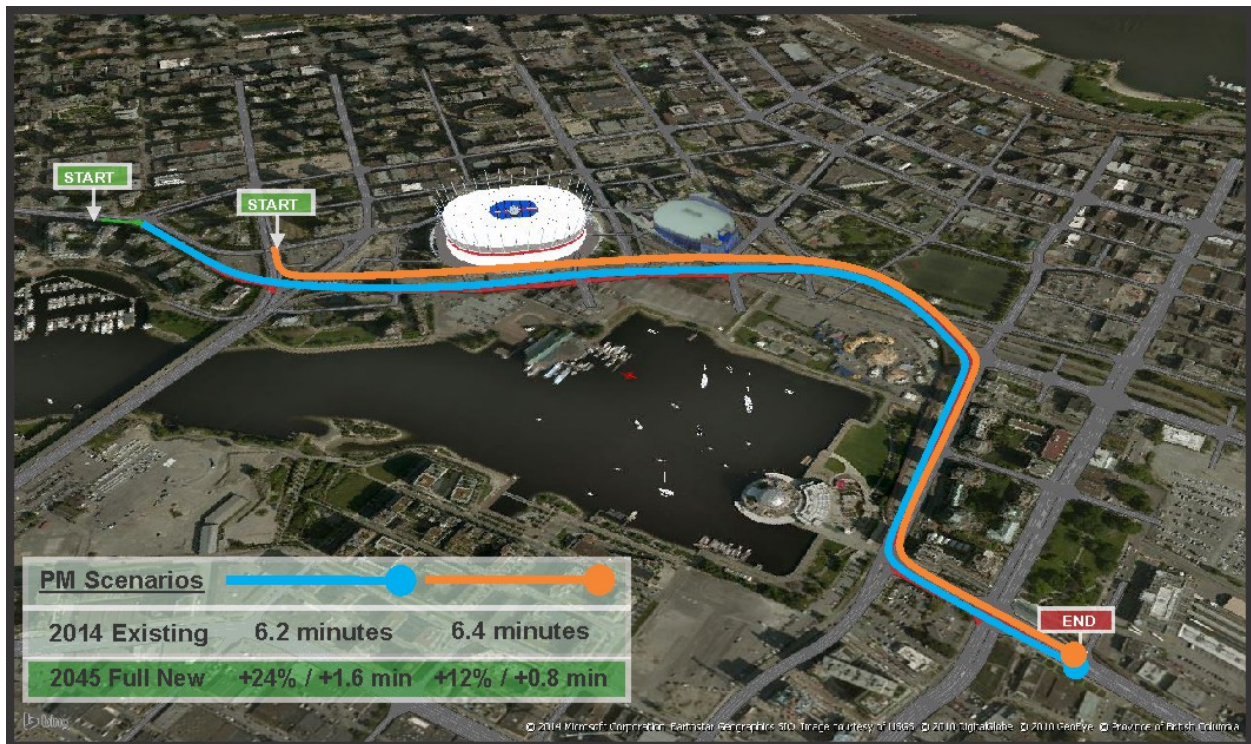 START
START
END
PM Scenarios
2014 Existing 6.2 minutes 6.4 minutes
2045 Full New +24% / +1.6 min +12% / +0.8 min
bing
© 2014 Microsoft Corporation Earthstar Geographics SIO Image courtesy of USGS © 2010 DigitalGlobe © 2010 GeoEye © Province of British Columbia